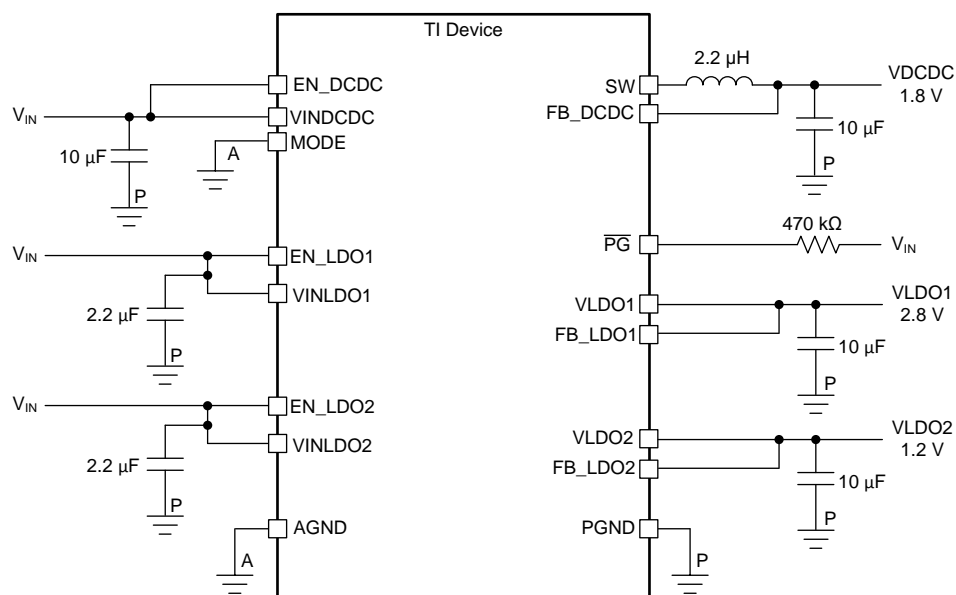 TI Device
EN_DCDC
V_IN
VINDCDC
MODE
10 µF
A
P
V_IN
EN_LDO1
VINLDO1
2.2 µF
P
V_IN
EN_LDO2
VINLDO2
2.2 µF
P
AGND
A
2.2 µH
SW
VDCDC
1.8 V
FB_DCDC
10 µF
P
470 kΩ
PG
V_IN
VLDO1
VLDO1
2.8 V
FB_LDO1
10 µF
P
VLDO2
VLDO2
1.2 V
FB_LDO2
10 µF
P
PGND
P